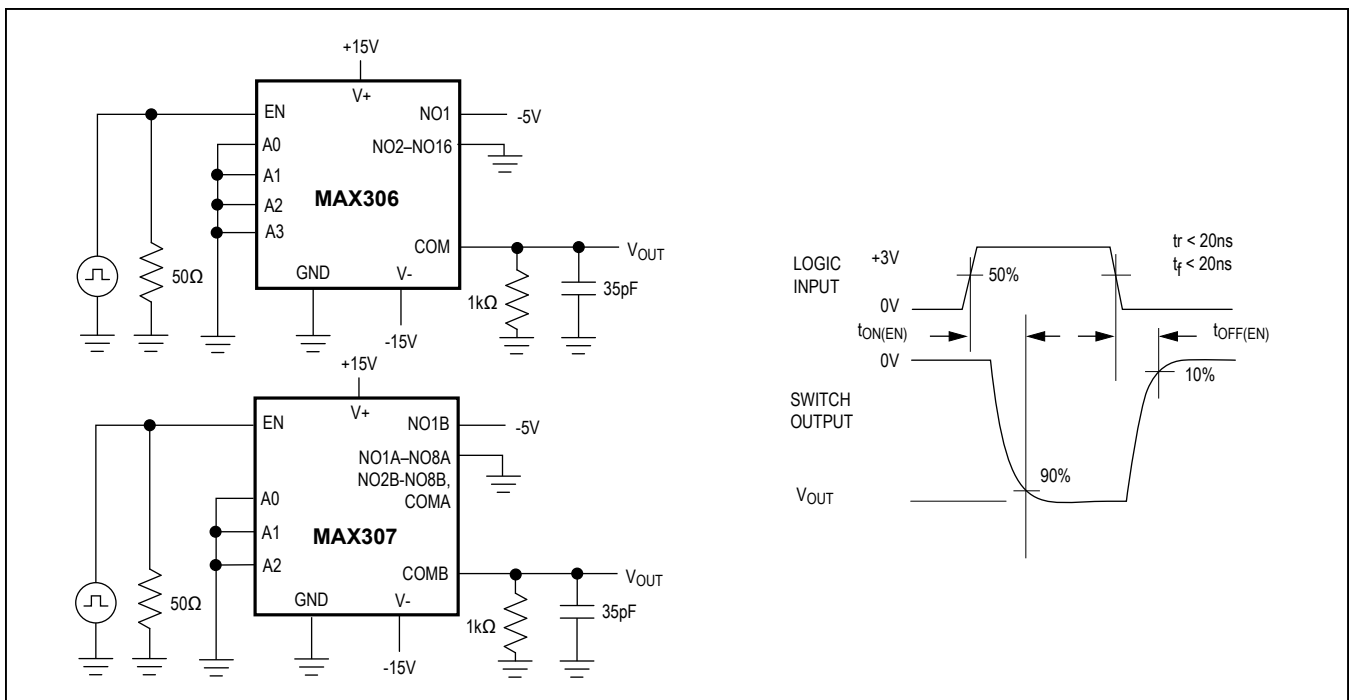 +15V
V+
EN
NO1
-5V
A0
NO2–NO16
A1
A2
MAX306
A3
COM
VOUT
GND
V-
50Ω
1kΩ
35pF
-15V
+15V
V+
EN
NO1B
-5V
NO1A–NO8A
NO2B-NO8B,
COMA
A0
A1
MAX307
A2
COMB
VOUT
GND
V-
50Ω
1kΩ
35pF
-15V
LOGIC
INPUT
+3V
50%
0V
tr < 20ns
tf < 20ns
tON(EN)
tOFF(EN)
0V
10%
SWITCH
OUTPUT
90%
VOUT